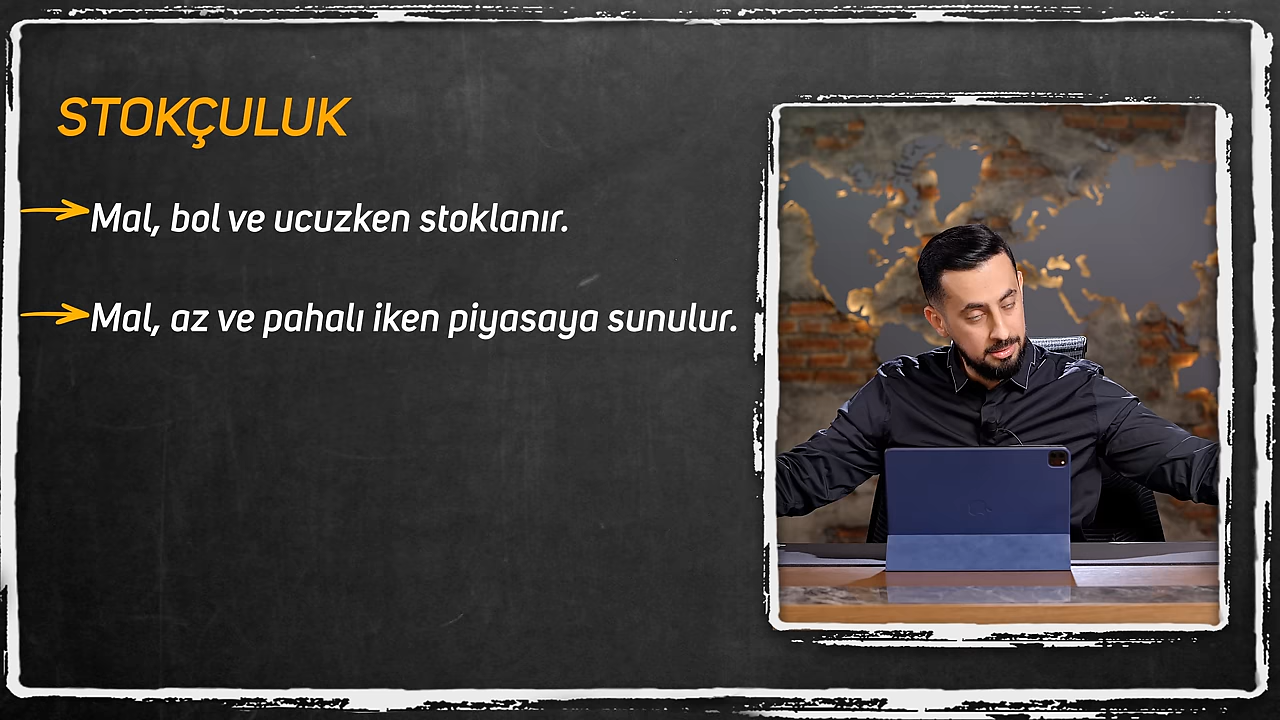 STOKÇULUK
Mal, bol ve ucuzken stoklanır.
Mal, az ve pahalı iken piyasaya sunulur.